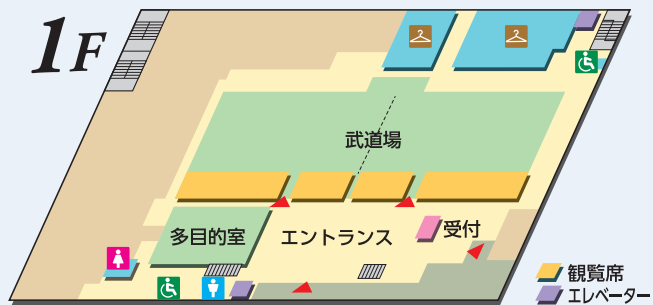 1F
武道場
多目的室
エントランス
受付
観覧席
エレベーター